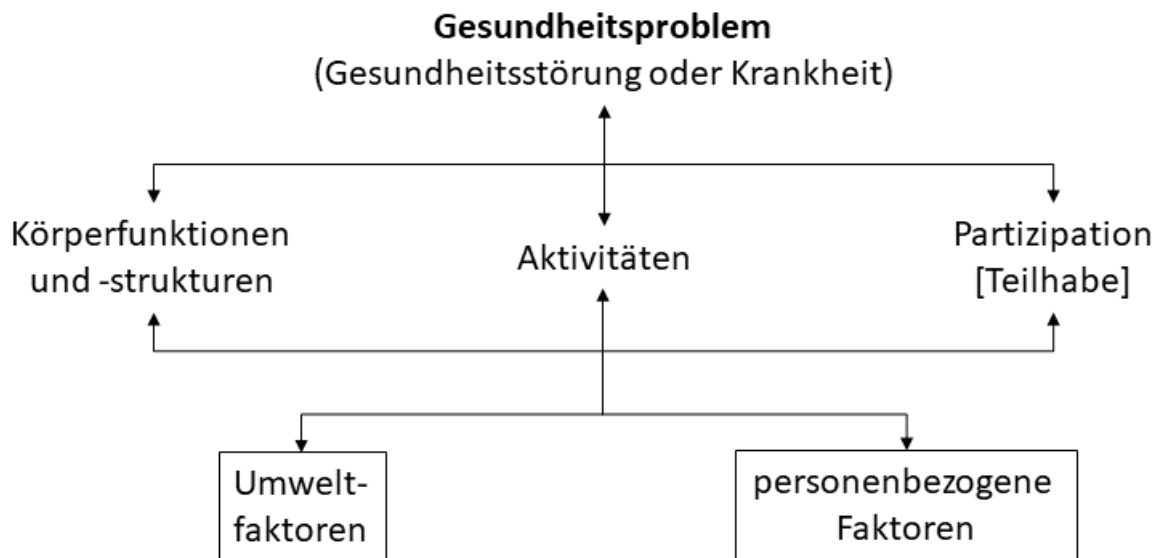 Gesundheitsproblem
(Gesundheitsstörung oder Krankheit)
Körperfunktionen
und -strukturen
Aktivitäten
Partizipation
[Teilhabe]
Umwelt-
faktoren
personenbezogene
Faktoren